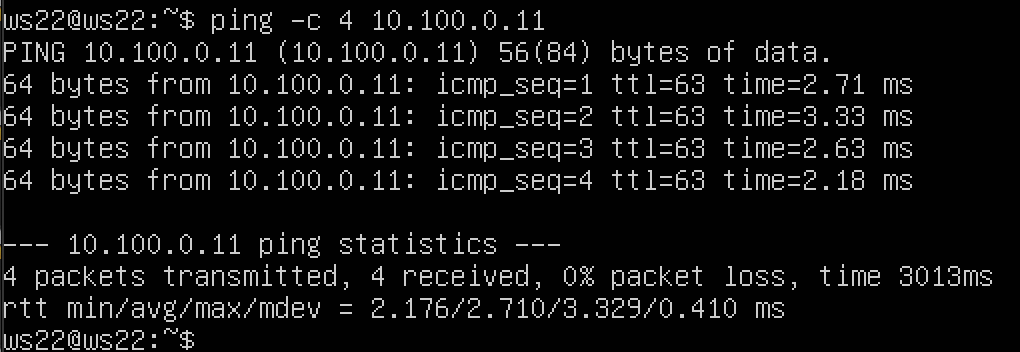 ws22@ws22:~$ ping -c 4 10.100.0.11
PING 10.100.0.11 (10.100.0.11) 56(84) bytes of data.
64 bytes from 10.100.0.11: icmp_seq=1 ttl=63 time=2.71 ms
64 bytes from 10.100.0.11: icmp_seq=2 ttl=63 time=3.33 ms
64 bytes from 10.100.0.11: icmp_seq=3 ttl=63 time=2.63 ms
64 bytes from 10.100.0.11: icmp_seq=4 ttl=63 time=2.18 ms
--- 10.100.0.11 ping statistics ---
4 packets transmitted, 4 received, 0% packet loss, time 3013ms
rtt min/avg/max/mdev = 2.176/2.710/3.329/0.410 ms
ws22@ws22:~$